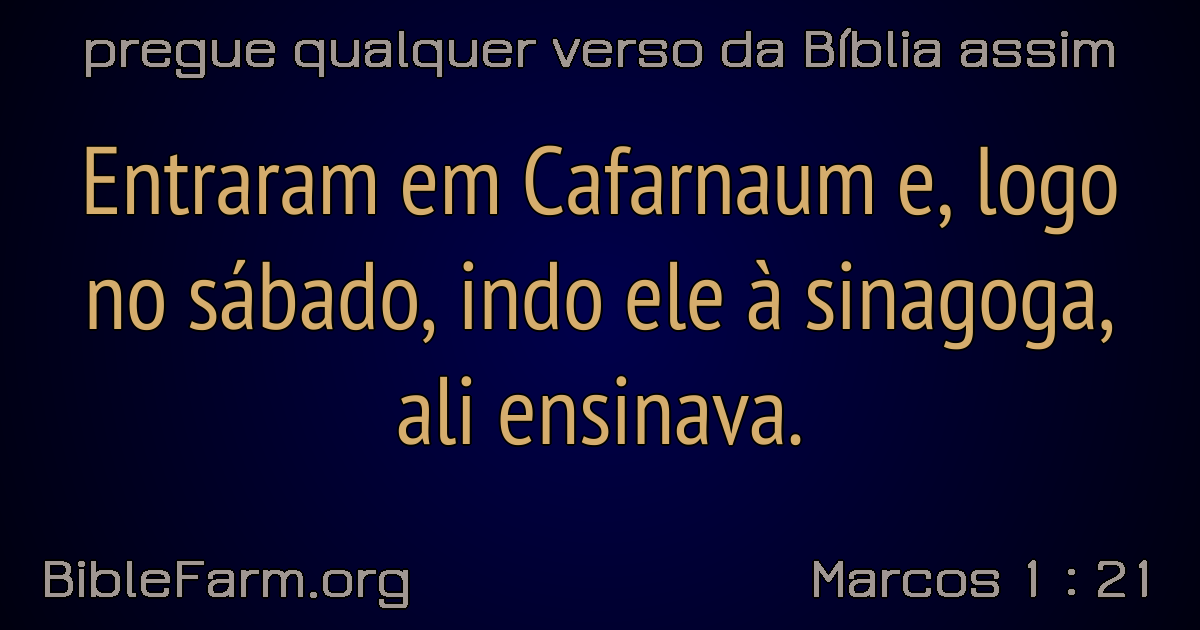 pregue qualquer verso da Bíblia assim
Entraram em Cafarnaum e, logo
no sábado, indo ele à sinagoga,
ali ensinava.
BibleFarm.org
Marcos 1 : 21